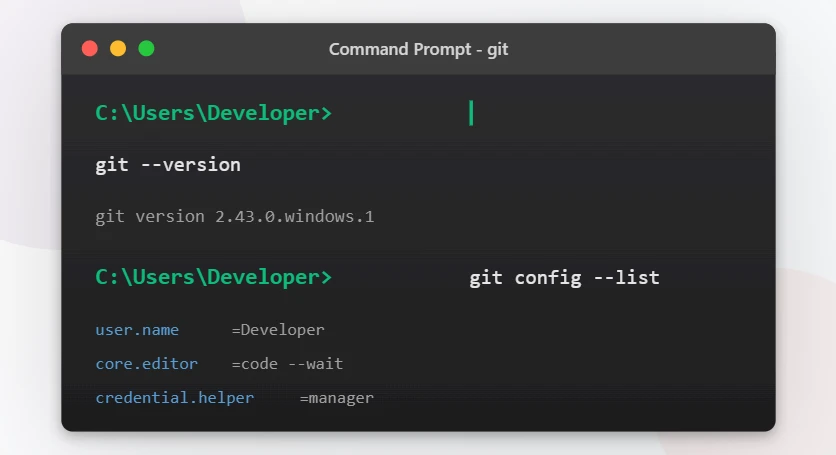 Command Prompt - git
C:\Users\Developer>
git --version
git version 2.43.0.windows.1
C:\Users\Developer> git config --list
user.name =Developer
core.editor =code --wait
credential.helper =manager